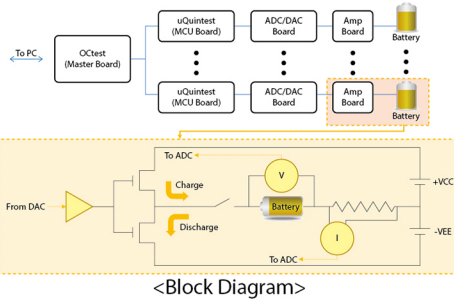 To PC
OCtest
(Master Board)
uQuintest
(MCU Board)
ADC/DAC
Board
Amp
Board
Battery
uQuintest
(MCU Board)
ADC/DAC
Board
Amp
Board
Battery
To ADC
V
+VCC
Charge
From DAC
Battery
Discharge
-VEE
I
To ADC
<Block Diagram>